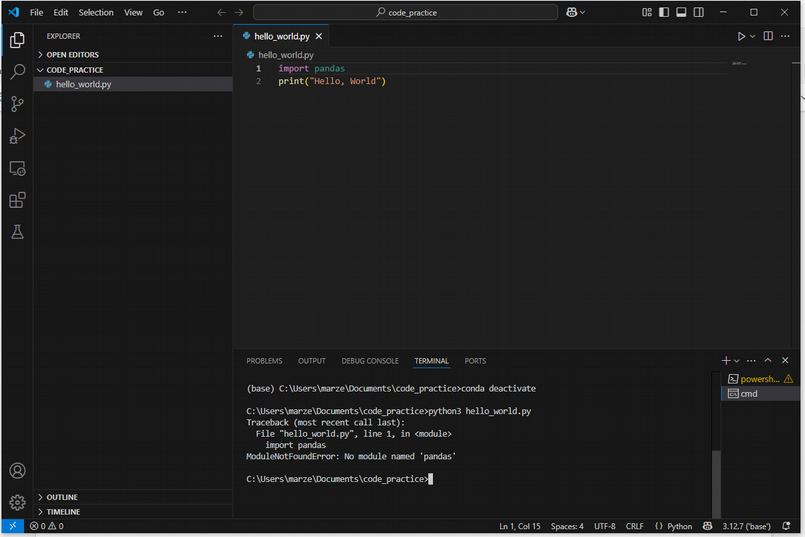 File Edit Selection View Go ··· code_practice
EXPLORER ···
OPEN EDITORS
CODE_PRACTICE
hello_world.py
OUTLINE
TIMELINE
hello_world.py
hello_world.py
1 import pandas
2 print("Hello, World")
PROBLEMS OUTPUT DEBUG CONSOLE TERMINAL PORTS
(base) C:\Users\marze\Documents\code_practice>conda deactivate
C:\Users\marze\Documents\code_practice>python3 hello_world.py
Traceback (most recent call last):
File "hello_world.py", line 1, in <module>
import pandas
ModuleNotFoundError: No module named 'pandas'
C:\Users\marze\Documents\code_practice>
powersh...
cmd
0 0 Ln 1, Col 15 Spaces: 4 UTF-8 CRLF {} Python 3.12.7 ('base')